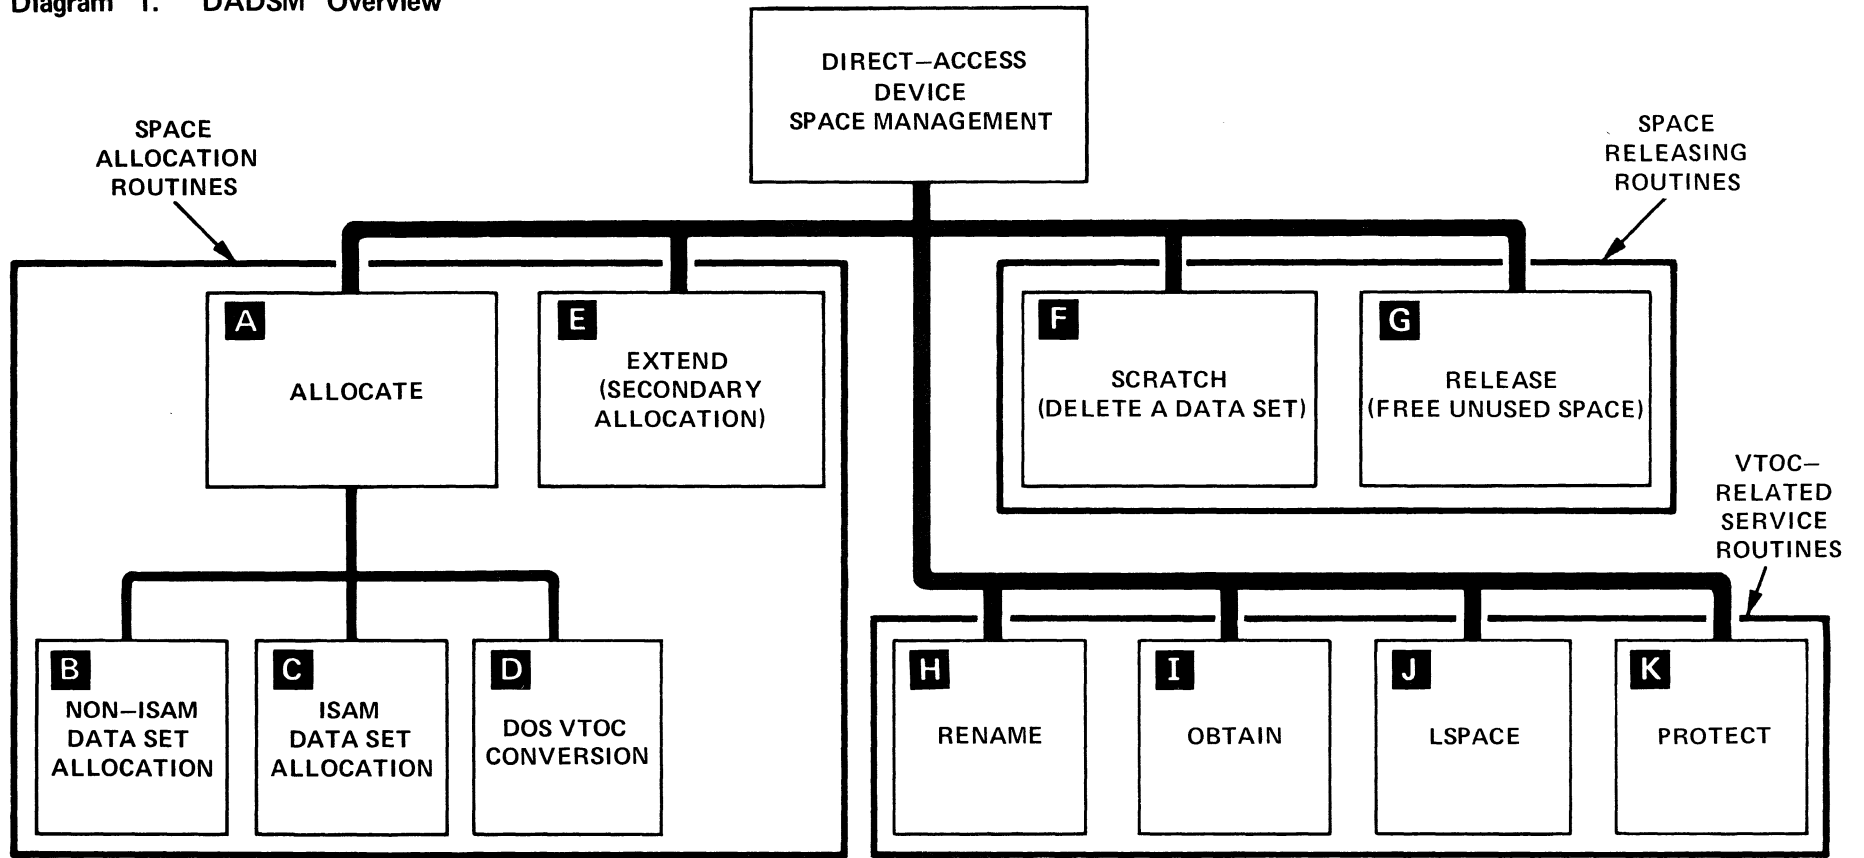 Diagram 1. DADSM Overview
DIRECT–ACCESS
DEVICE
SPACE MANAGEMENT
SPACE
ALLOCATION
ROUTINES
SPACE
RELEASING
ROUTINES
A
ALLOCATE
E
EXTEND
(SECONDARY
ALLOCATION)
F
SCRATCH
(DELETE A DATA SET)
G
RELEASE
(FREE UNUSED SPACE)
VTOC–
RELATED
SERVICE
ROUTINES
B
NON–ISAM
DATA SET
ALLOCATION
C
ISAM
DATA SET
ALLOCATION
D
DOS VTOC
CONVERSION
H
RENAME
I
OBTAIN
J
LSPACE
K
PROTECT